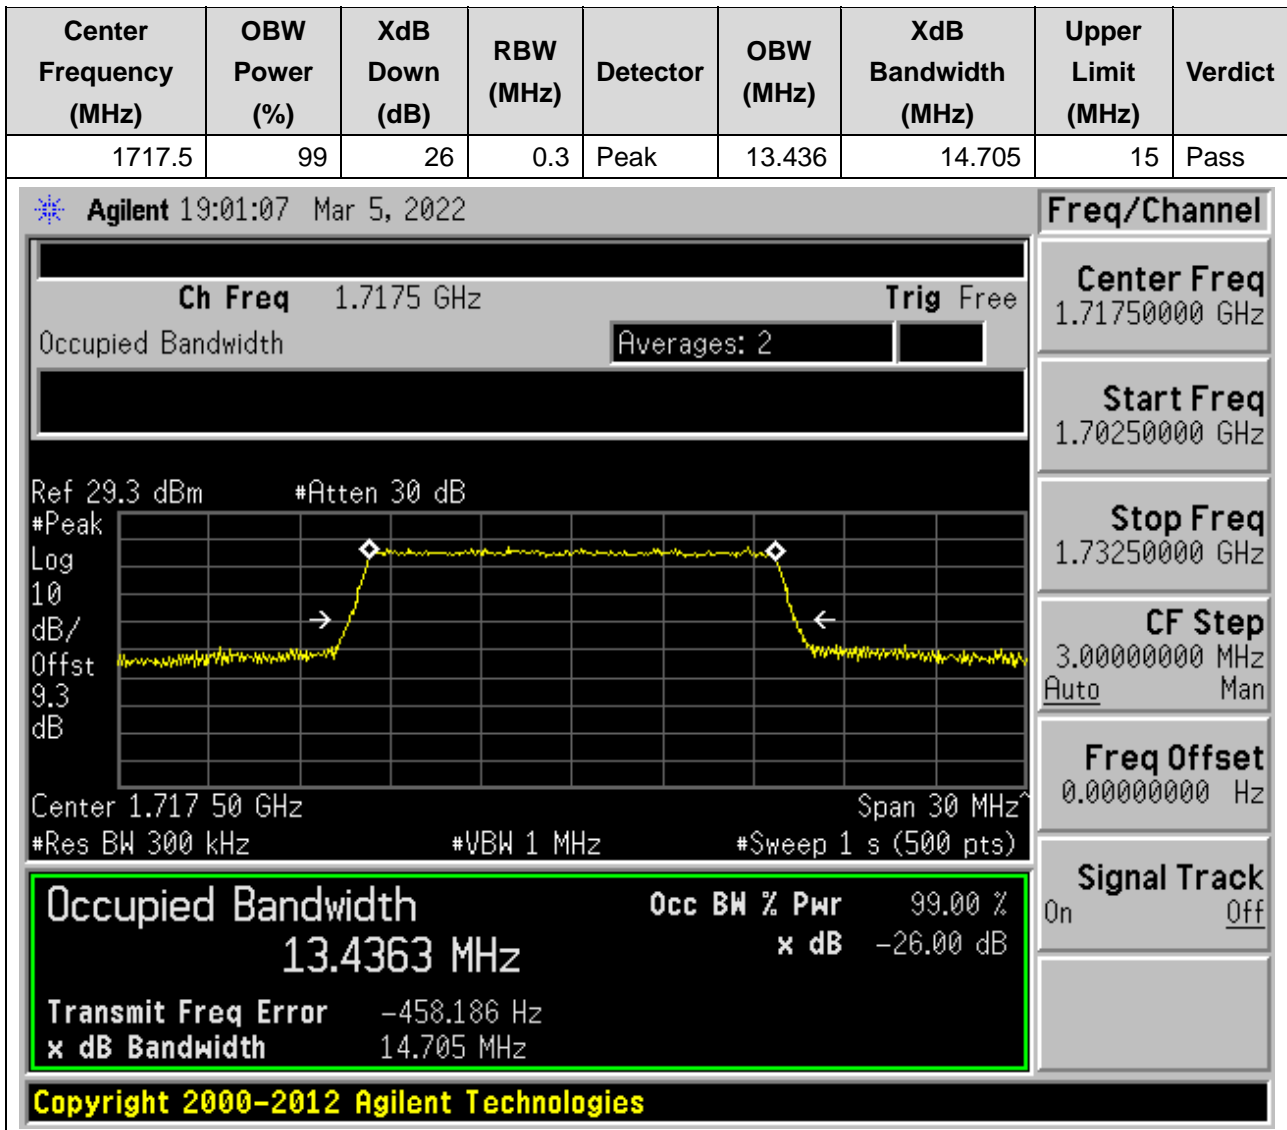 Center Frequency (MHz) OBW Power (%) XdB Down (dB) RBW (MHz) Detector OBW (MHz) XdB Bandwidth (MHz) Upper Limit (MHz) Verdict
1717.5 99 26 0.3 Peak 13.436 14.705 15 Pass
Agilent 19:01:07 Mar 5, 2022
Freq/Channel
Ch Freq 1.7175 GHz Trig Free
Occupied Bandwidth Averages: 2
Center Freq
1.71750000 GHz
Start Freq
1.70250000 GHz
Stop Freq
1.73250000 GHz
CF Step
3.00000000 MHz
Auto Man
Freq Offset
0.00000000 Hz
Signal Track
On Off
Ref 29.3 dBm #Atten 30 dB
#Peak
Log
10
dB/
Offst
9.3
dB
Center 1.717 50 GHz Span 30 MHz^
#Res BW 300 kHz #VBW 1 MHz #Sweep 1 s (500 pts)
Occupied Bandwidth Occ BW % Pwr 99.00 %
13.4363 MHz x dB -26.00 dB
Transmit Freq Error -458.186 Hz
x dB Bandwidth 14.705 MHz
Copyright 2000-2012 Agilent Technologies